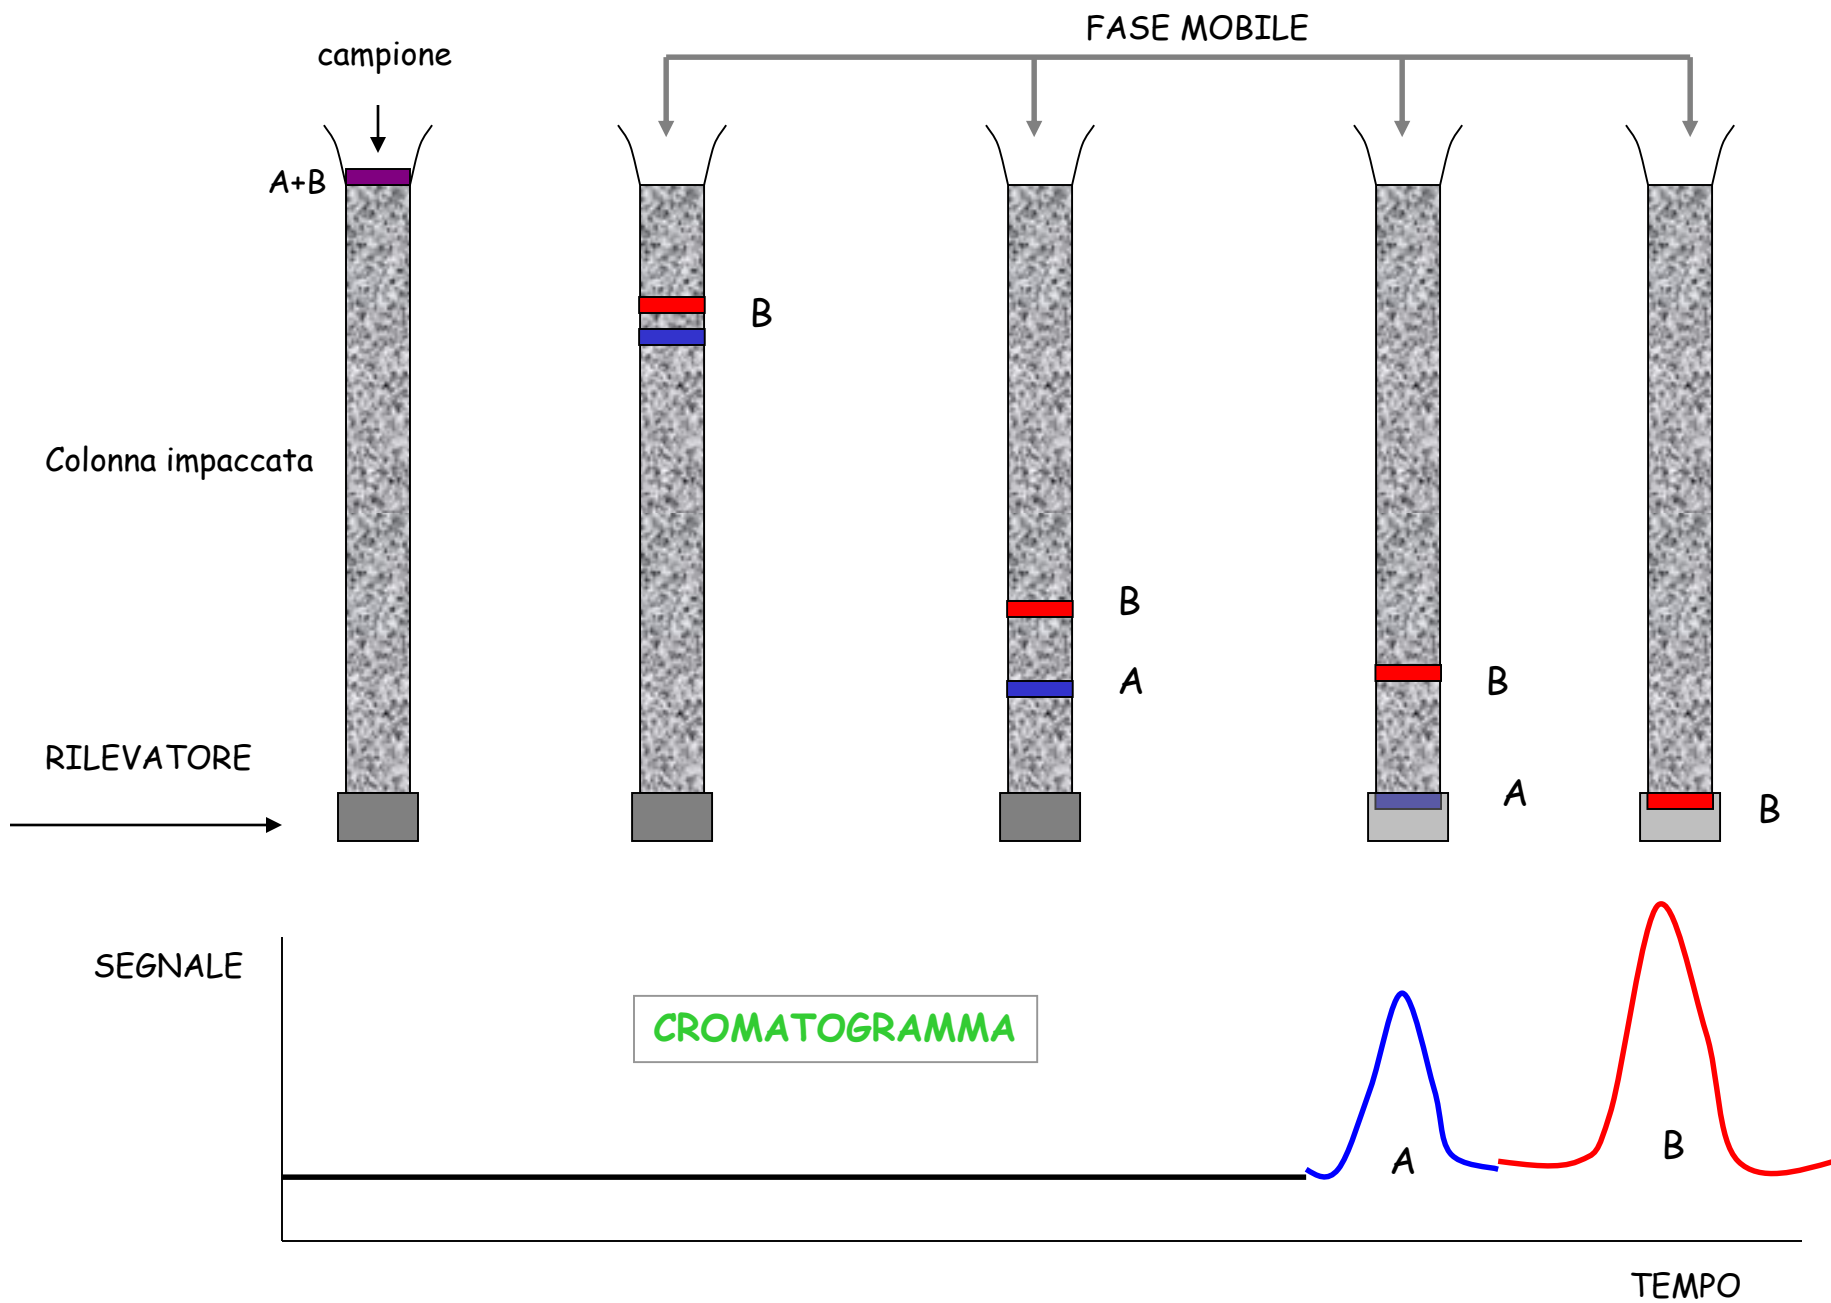 FASE MOBILE
campione
A+B
B
Colonna impaccata
B
A
B
RILEVATORE
A
B
SEGNALE
CROMATOGRAMMA
A
B
TEMPO